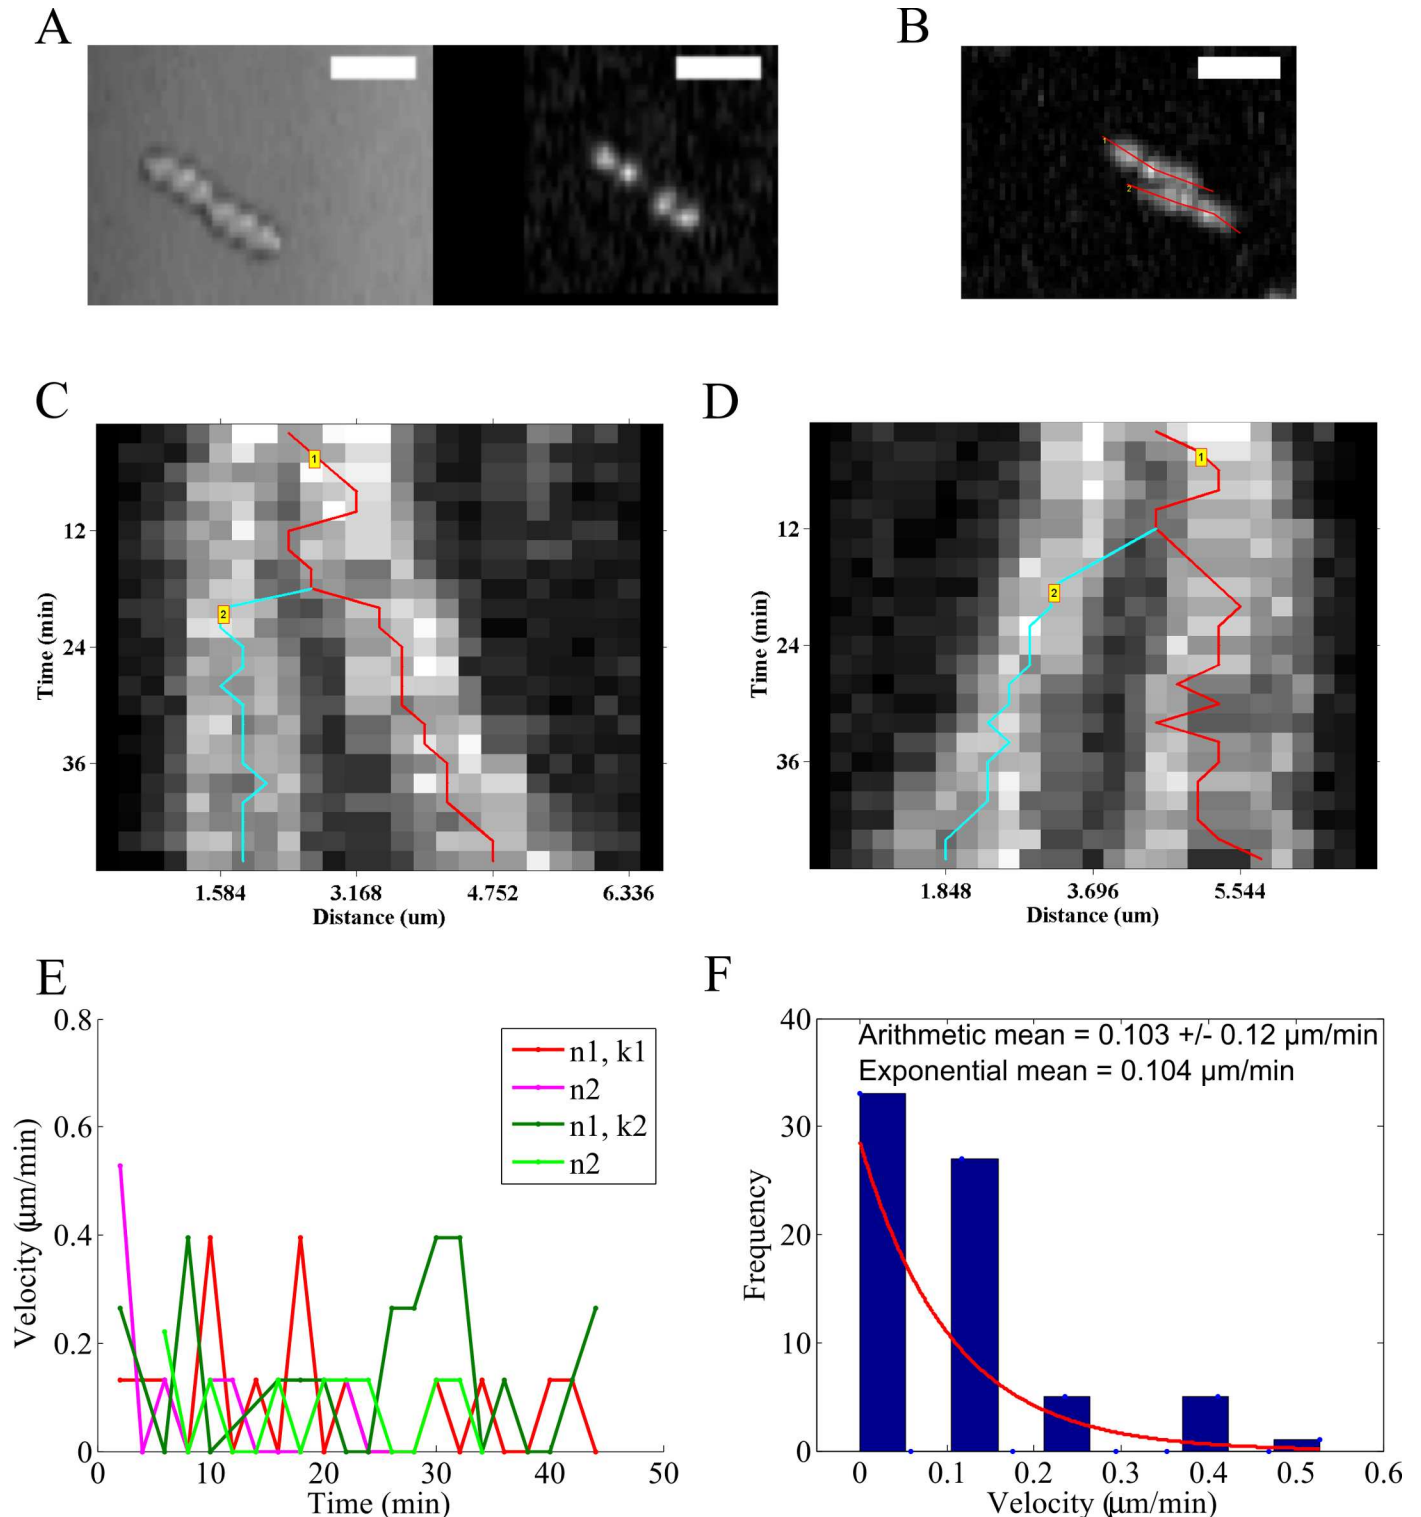 A
B
1
2
C
1
2
12
24
36
Time (min)
1.584
3.168
4.752
6.336
Distance (um)
D
1
2
12
24
36
Time (min)
1.848
3.696
5.544
Distance (um)
E
0.8
0.6
0.4
0.2
0
Velocity (μm/min)
n1, k1
n2
n1, k2
n2
0
10
20
30
40
50
Time (min)
F
40
30
20
10
0
Frequency
Arithmetic mean = 0.103 +/- 0.12 μm/min
Exponential mean = 0.104 μm/min
0
0.1
0.2
0.3
0.4
0.5
0.6
Velocity (μm/min)